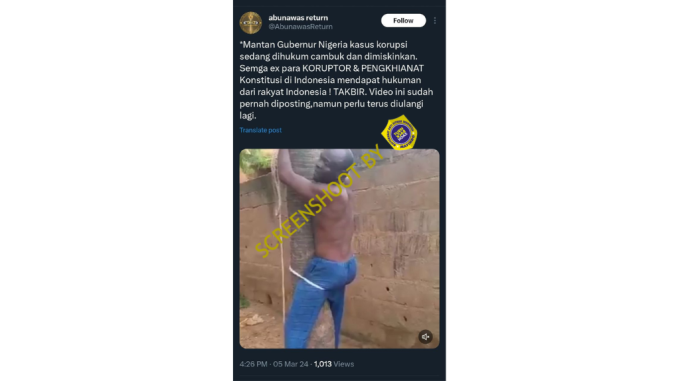 abunawas return
@AbunawasReturn
Follow
*Mantan Gubernur Nigeria kasus korupsi
sedang dihukum cambuk dan dimiskinkan.
Semga ex para KORUPTOR & PENGKHIANAT
Konstitusi di Indonesia mendapat hukuman
dari rakyat Indonesia ! TAKBIR. Video ini sudah
pernah diposting,namun perlu terus diulangi
lagi.
Translate post
SCREENSHOOT BY
4:26 PM · 05 Mar 24 · 1,013 Views